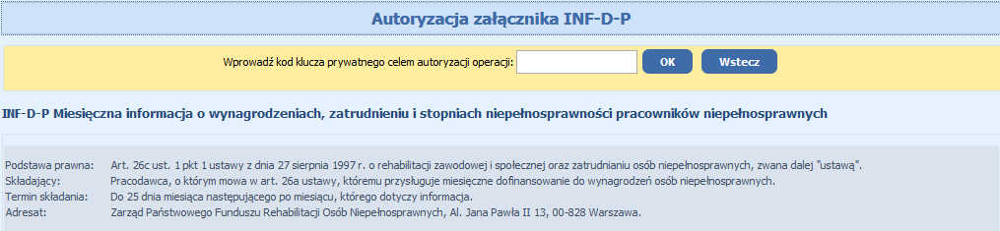 Autoryzacja załącznika INF-D-P
Wprowadź kod klucza prywatnego celem autoryzacji operacji: OK Wstecz
INF-D-P Miesięczna informacja o wynagrodzeniach, zatrudnieniu i stopniach niepełnosprawności pracowników niepełnosprawnych
Podstawa prawna: Art. 26c ust. 1 pkt 1 ustawy z dnia 27 sierpnia 1997 r. o rehabilitacji zawodowej i społecznej oraz zatrudnianiu osób niepełnosprawnych, zwana dalej "ustawą".
Składający: Pracodawca, o którym mowa w art. 26a ustawy, któremu przysługuje miesięczne dofinansowanie do wynagrodzeń osób niepełnosprawnych.
Termin składania: Do 25 dnia miesiąca następującego po miesiącu, którego dotyczy informacja.
Adresat: Zarząd Państwowego Funduszu Rehabilitacji Osób Niepełnosprawnych, Al. Jana Pawła II 13, 00-828 Warszawa.